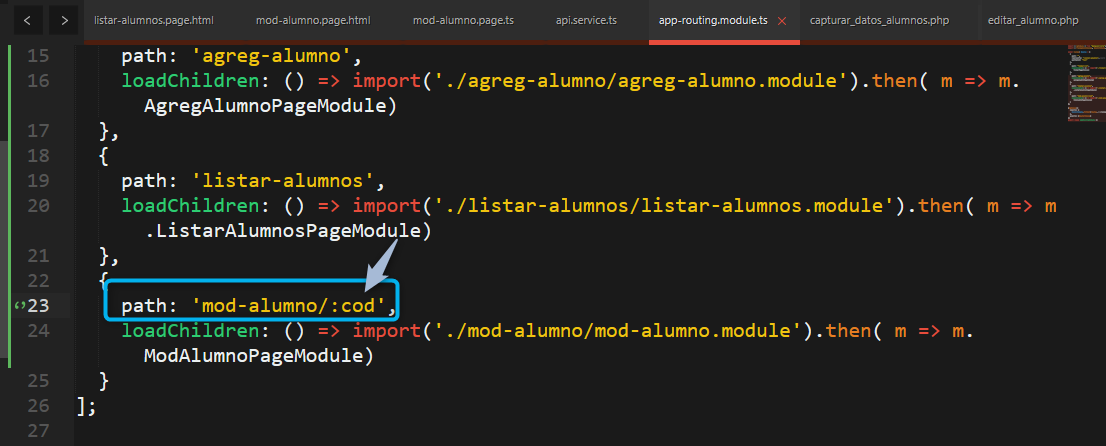 listar-alumnos.page.html mod-alumno.page.html mod-alumno.page.ts api.service.ts app-routing.module.ts × capturar_datos_alumnos.php editar_alumno.php
15 path: 'agreg-alumno',
16 loadChildren: () => import('./agreg-alumno/agreg-alumno.module').then( m => m.
AgregAlumnoPageModule)
17 },
18 {
19 path: 'listar-alumnos',
20 loadChildren: () => import('./listar-alumnos/listar-alumnos.module').then( m => m
.ListarAlumnosPageModule)
21 },
22 {
23 path: 'mod-alumno/:cod',
24 loadChildren: () => import('./mod-alumno/mod-alumno.module').then( m => m.
ModAlumnoPageModule)
25 }
26 ];
27